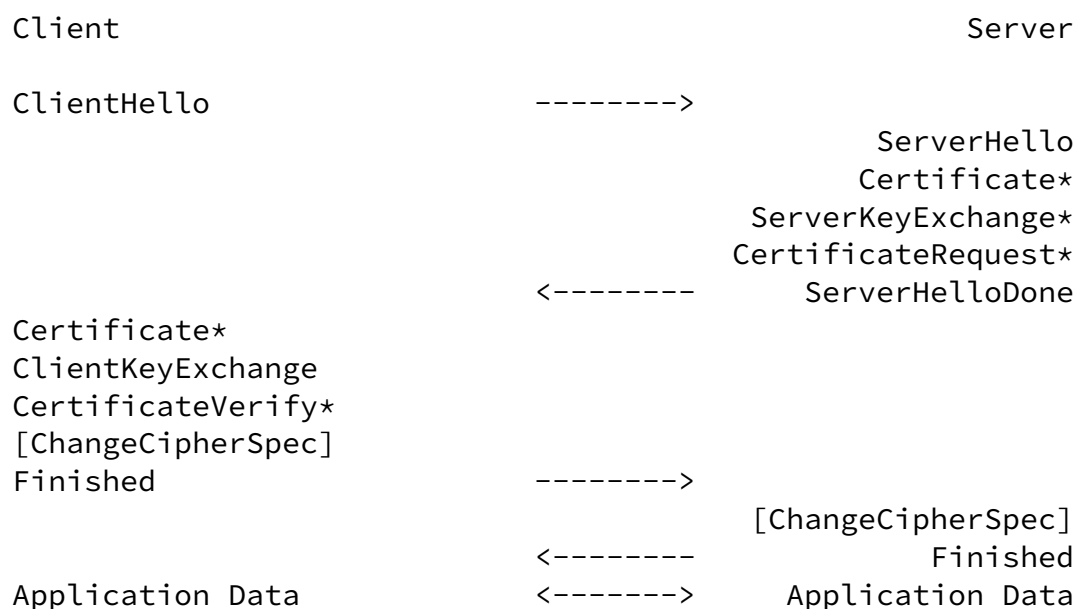 Client                                               Server

ClientHello                  -------->
                                                ServerHello
                                               Certificate*
                                         ServerKeyExchange*
                                        CertificateRequest*
                             <--------      ServerHelloDone
Certificate*
ClientKeyExchange
CertificateVerify*
[ChangeCipherSpec]
Finished                     -------->
                                         [ChangeCipherSpec]
                             <--------             Finished
Application Data             <------->     Application Data